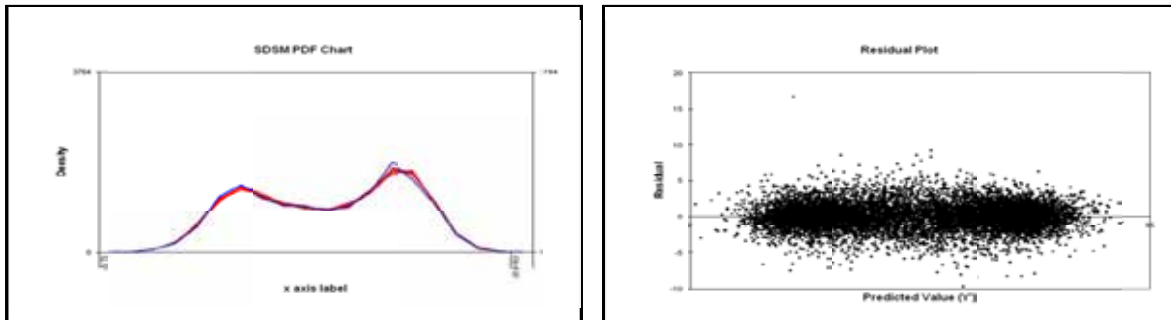 SDSM PDF Chart
3764
Density
0
x axis label
Residual Plot
20
15
10
5
0
-5
-10
Residual
Predicted Value (Y')